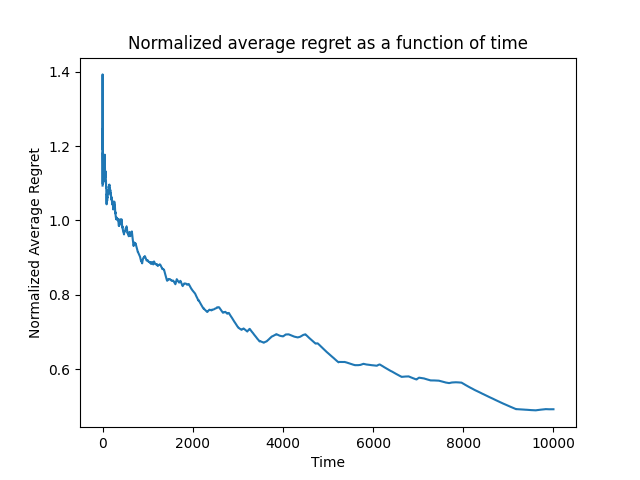 Normalized average regret as a function of time
Normalized Average Regret
1.4
1.2
1.0
0.8
0.6
0 2000 4000 6000 8000 10000
Time